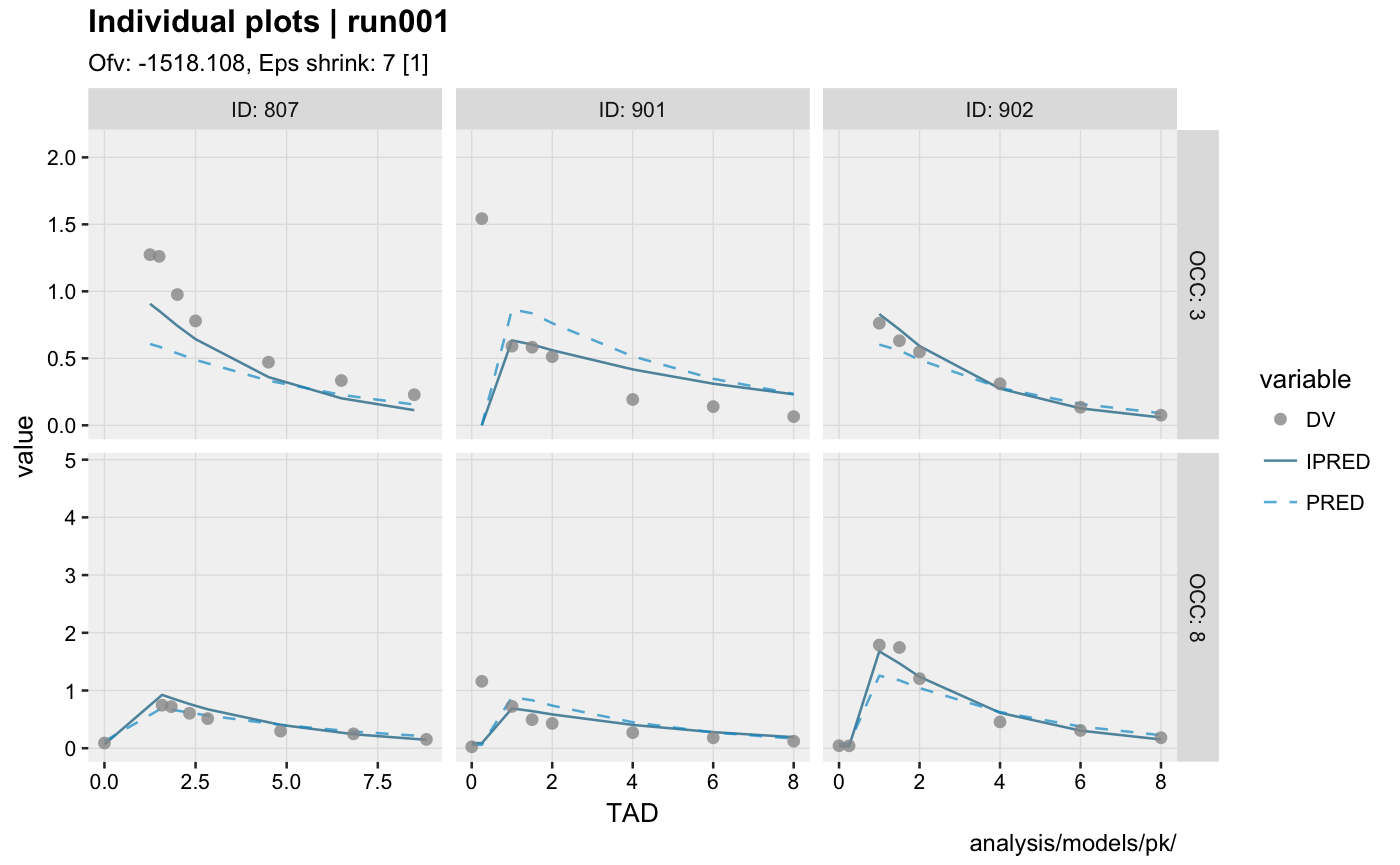 Individual plots | run001
Ofv: -1518.108, Eps shrink: 7 [1]
ID: 807
ID: 901
ID: 902
2.0
1.5
1.0
0.5
0.0
OCC: 3
5
4
3
2
1
0
OCC: 8
value
0.0 2.5 5.0 7.5
0 2 4 6 8
0 2 4 6 8
TAD
variable
DV
IPRED
PRED
analysis/models/pk/